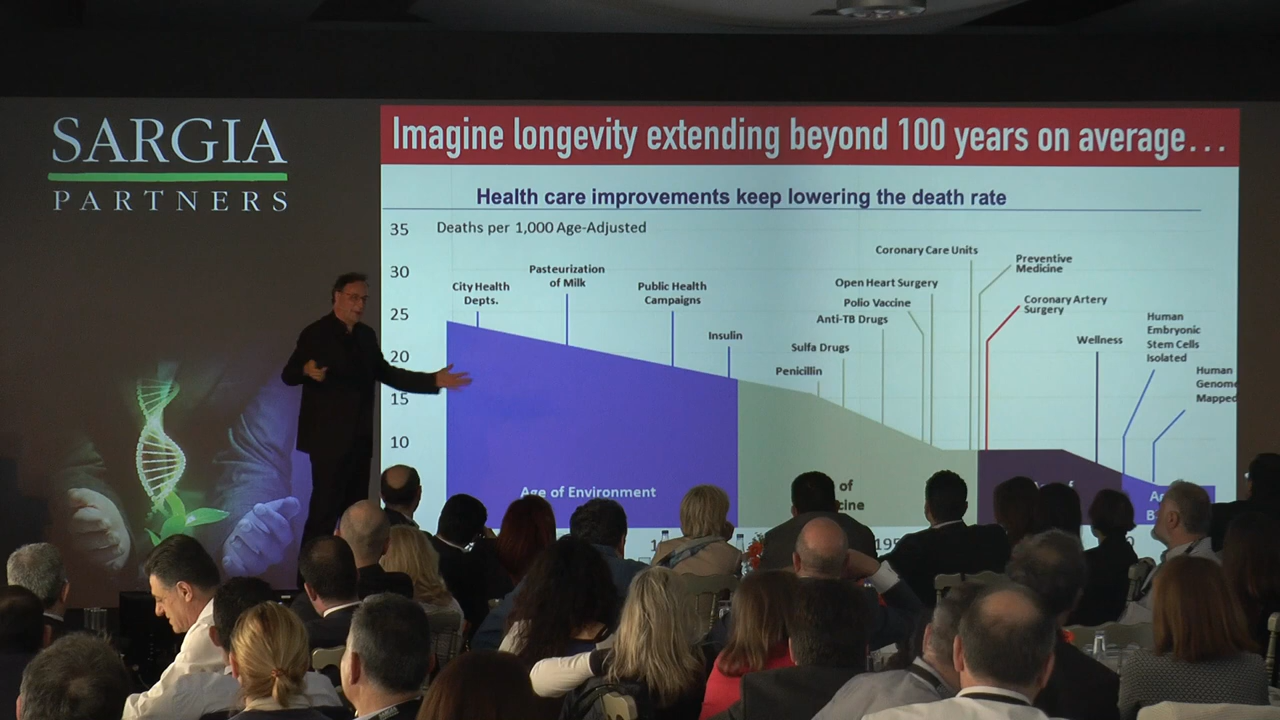 SARGIA
PARTNERS
Imagine longevity extending beyond 100 years on average...
Health care improvements keep lowering the death rate
Deaths per 1,000 Age-Adjusted
35
30
25
20
15
10
City Health
Depts.
Pasteurization
of Milk
Public Health
Campaigns
Insulin
Penicillin
Sulfa Drugs
Anti-TB Drugs
Polio Vaccine
Open Heart Surgery
Coronary Care Units
Preventive
Medicine
Coronary Artery
Surgery
Wellness
Human
Embryonic
Stem Cells
Isolated
Human
Genome
Mapped
Age of Environment
of